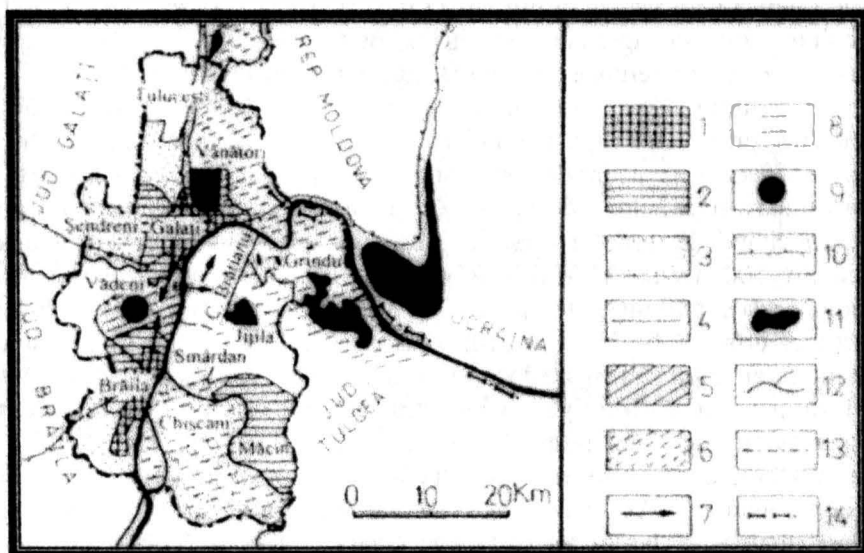 REP MOLDOVA
JUD GALAȚI
Tulucești
Vânători
Șendreni
Galați
Grindu
Vădeni
I.C. Brătianu
UCRAINA
Jijila
JUD BRĂILA
Smârdan
Brăila
JUD TULCEA
Chiscani
Măcin
0 10 20Km
1 8
2 9
3 10
4
5 11
12
6 13
7 14